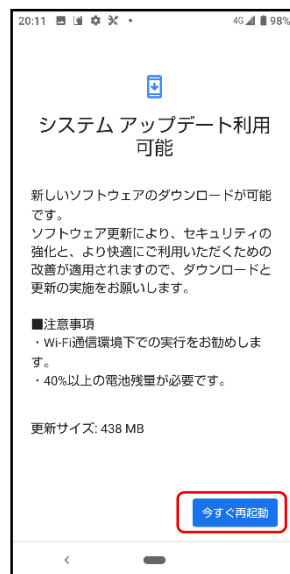 20:11 4G 98%
システム アップデート利用
可能
新しいソフトウェアのダウンロードが可能
です。
ソフトウェア更新により、セキュリティの
強化と、より快適にご利用いただくための
改善が適用されますので、ダウンロードと
更新の実施をお願いします。
■注意事項
・Wi-Fi通信環境下での実行をお勧めしま
す。
・40%以上の電池残量が必要です。
更新サイズ: 438 MB
今すぐ再起動